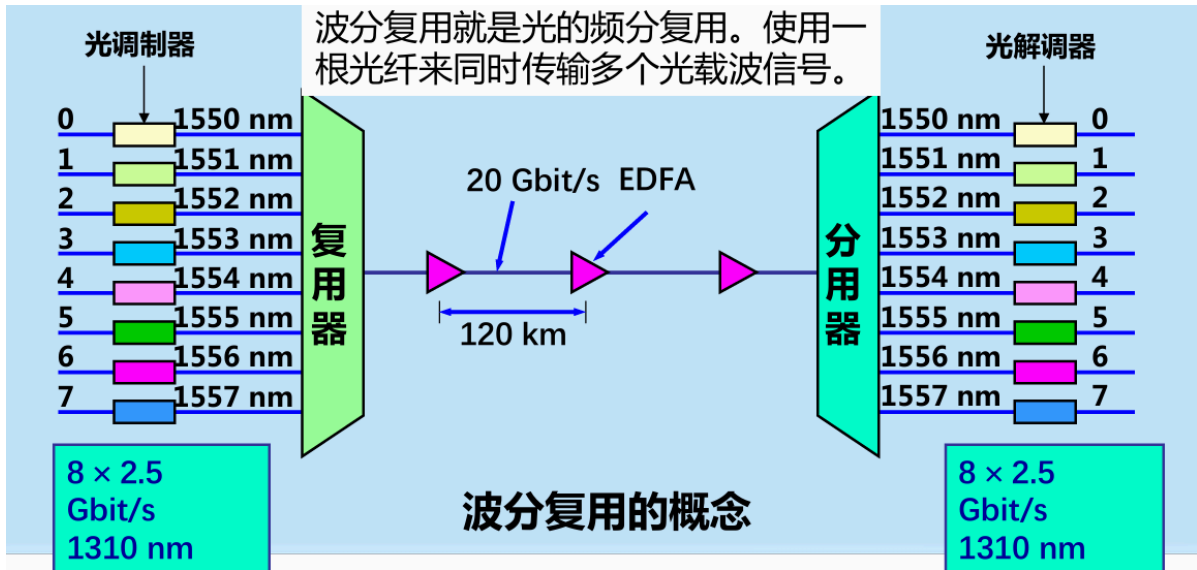 波分复用就是光的频分复用。使用一
根光纤来同时传输多个光载波信号。
光调制器
光解调器
0 1550 nm
1 1551 nm
2 1552 nm
3 1553 nm
4 1554 nm
5 1555 nm
6 1556 nm
7 1557 nm
复用器
20 Gbit/s EDFA
120 km
分用器
1550 nm 0
1551 nm 1
1552 nm 2
1553 nm 3
1554 nm 4
1555 nm 5
1556 nm 6
1557 nm 7
8 × 2.5
Gbit/s
1310 nm
波分复用的概念
8 × 2.5
Gbit/s
1310 nm